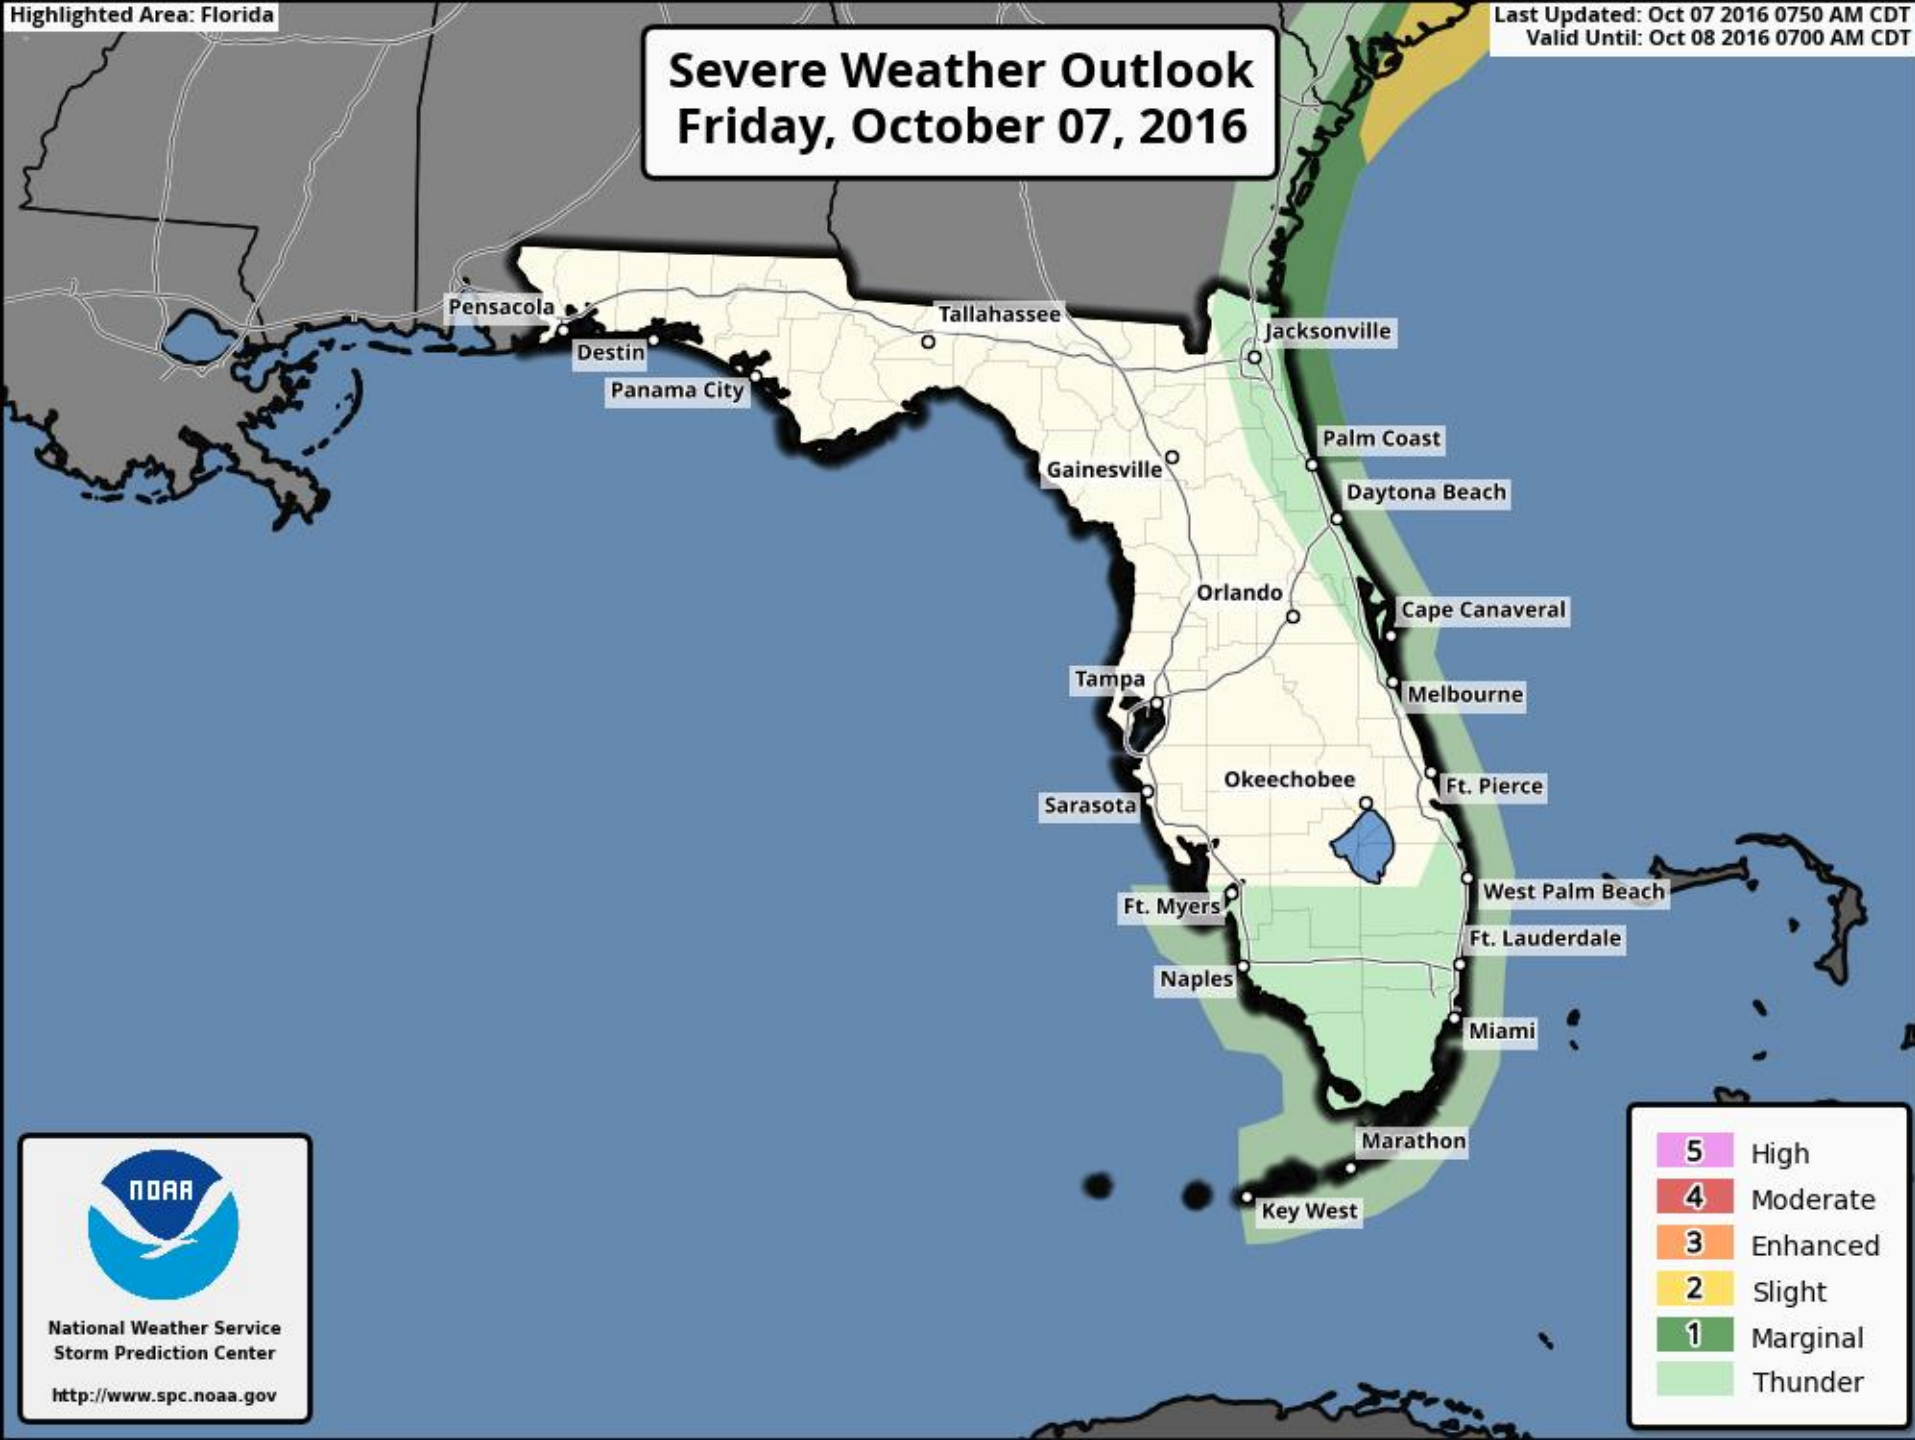 Highlighted Area: Florida
Last Updated: Oct 07 2016 0750 AM CDT
Valid Until: Oct 08 2016 0700 AM CDT
Severe Weather Outlook
Friday, October 07, 2016
Pensacola
Tallahassee
Jacksonville
Destin
Panama City
Palm Coast
Gainesville
Daytona Beach
Orlando
Cape Canaveral
Tampa
Melbourne
Okeechobee
Ft. Pierce
Sarasota
West Palm Beach
Ft. Myers
Ft. Lauderdale
Naples
Miami
Marathon
Key West
NOAA
National Weather Service
Storm Prediction Center
http://www.spc.noaa.gov
5 High
4 Moderate
3 Enhanced
2 Slight
1 Marginal
Thunder